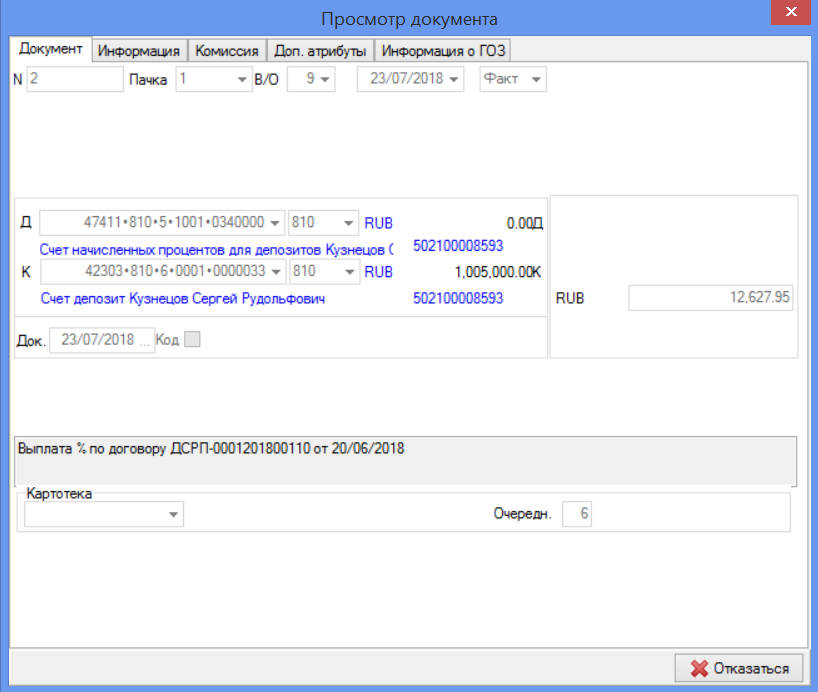 Просмотр документа
Документ Информация Комиссия Доп. атрибуты Информация о ГОЗ
N 2 Пачка 1 В/О 9 23/07/2018 Факт
Д 47411•810•5•1001•0340000 810 RUB 0.00Д
Счет начисленных процентов для депозитов Кузнецов С 502100008593
К 42303•810•6•0001•0000033 810 RUB 1,005,000.00К
Счет депозит Кузнецов Сергей Рудольфович 502100008593 RUB 12,627.95
Док. 23/07/2018 ... Код
Выплата % по договору ДСРП-0001201800110 от 20/06/2018
Картотека
Очередн. 6
Отказаться